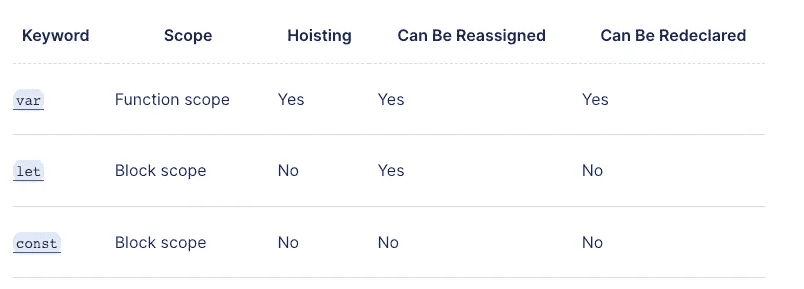 Keyword Scope Hoisting Can Be Reassigned Can Be Redeclared
var Function scope Yes Yes Yes
let Block scope No Yes No
const Block scope No No No